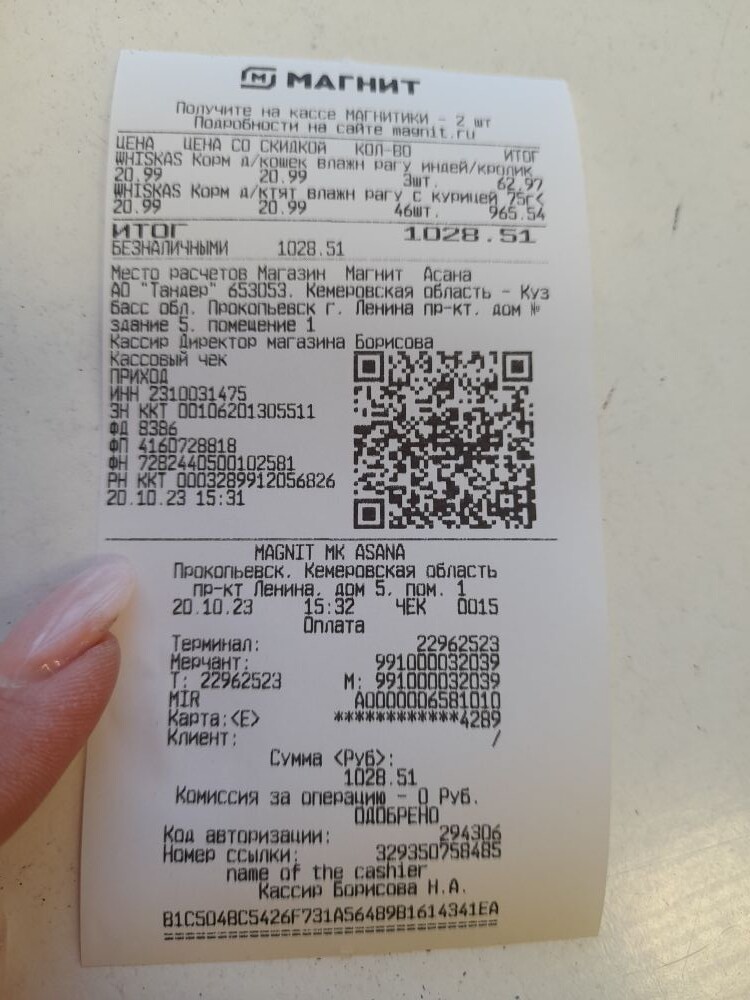 МАГНИТ
Получите на кассе МАГНИТИКИ - 2 шт
Подробности на сайте magnit.ru
ЦЕНА ЦЕНА СО СКИДКОЙ КОЛ-ВО ИТОГ
WHISKAS Корм д/кошек влажн рагу индей/кролик
20.99 20.99 3шт. 62.97
WHISKAS Корм д/ктят влажн рагу с курицей 75г<
20.99 20.99 46шт. 965.54
ИТОГ 1028.51
БЕЗНАЛИЧНЫМИ 1028.51
Место расчетов Магазин Магнит Асана
АО "Тандер" 653053. Кемеровская область - Куз
басс обл. Прокопьевск г. Ленина пр-кт. дом №
здание 5. помещение 1
Кассир Директор магазина Борисова
Кассовый чек
ПРИХОД
ИНН 2310031475
ЗН ККТ 00106201305511
ФД 8386
ФП 4160728818
ФН 7282440500102581
РН ККТ 0003289912056826
20.10.23 15:31
MAGNIT MK ASANA
Прокопьевск. Кемеровская область
пр-кт Ленина. дом 5. пом. 1
20.10.23 15:32 ЧЕК 0015
Оплата
Терминал: 22962523
Мерчант: 991000032039
Т: 22962523 М: 991000032039
MIR A0000006581010
Карта:<E> ************4289
Клиент: /
Сумма <Руб>:
1028.51
Комиссия за операцию - 0 Руб.
ОДОБРЕНО
Код авторизации: 294306
Номер ссылки: 329350758485
name of the cashier
Кассир Борисова Н.А.
B1C504BC5426F731A564B9B1614341EA
================================